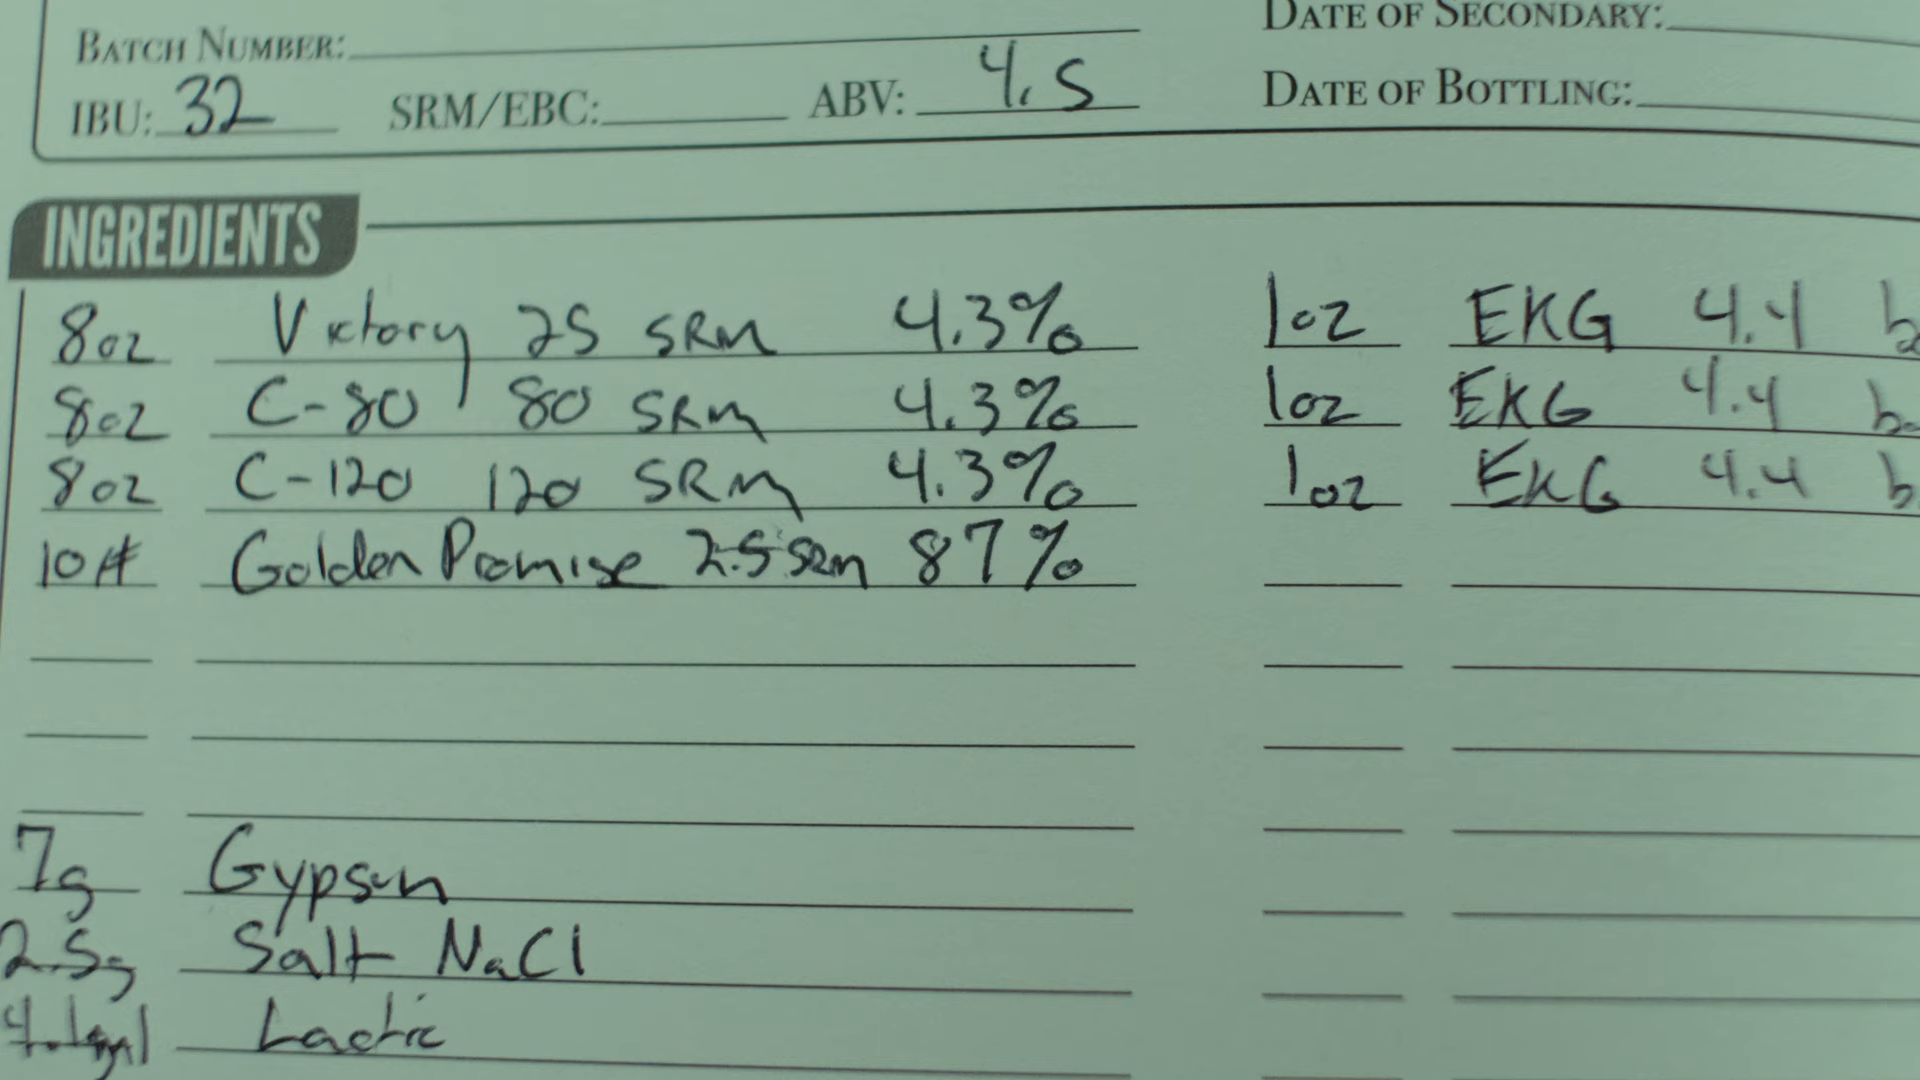 BATCH NUMBER:
IBU: 32 SRM/EBC: ABV: 4.5
DATE OF SECONDARY:
DATE OF BOTTLING:
INGREDIENTS
8oz Victory 25 SRM 4.3%
8oz C-80 80 SRM 4.3%
8oz C-120 120 SRM 4.3%
10# Golden Promise 2.5 SRM 87%
1oz EKG 4.4
1oz EKG 4.4
1oz EKG 4.4
7g Gypsum
2.5g Salt NaCl
Lactic